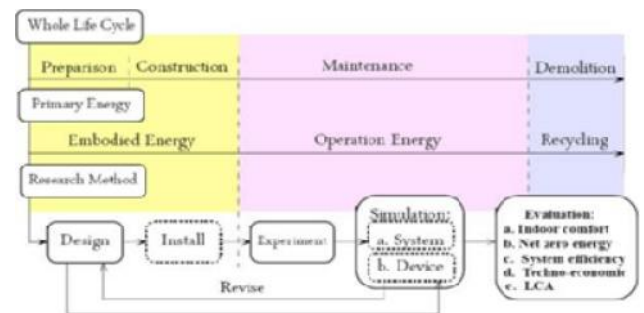 Whole Life Cycle
Preparison Construction Maintenance Demolition
Primary Energy
Embodied Energy Operation Energy Recycling
Research Method
Design Install Experiment Simulation:
a. System
b. Device
Evaluation:
a. Indoor comfort
b. Net zero energy
c. System efficiency
d. Techno-economic
e. LCA
Revise